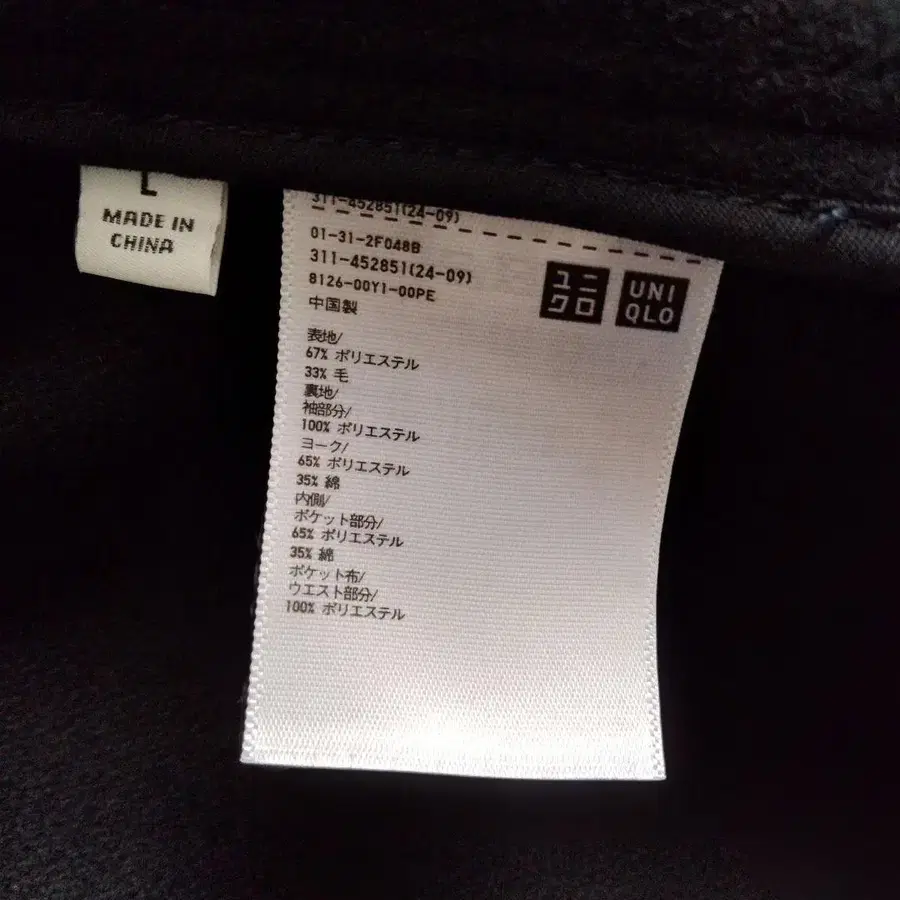 L
MADE IN
CHINA
311-452851(24-09)
01-31-2F048B
311-452851(24-09)
8126-00Y1-00PE
中国製
ユニ
クロ
UNI
QLO
表地/
67% ポリエステル
33% 毛
裏地/
袖部分/
100% ポリエステル
ヨーク/
65% ポリエステル
35% 綿
内側/
ポケット部分/
65% ポリエステル
35% 綿
ポケット布/
ウエスト部分/
100% ポリエステル